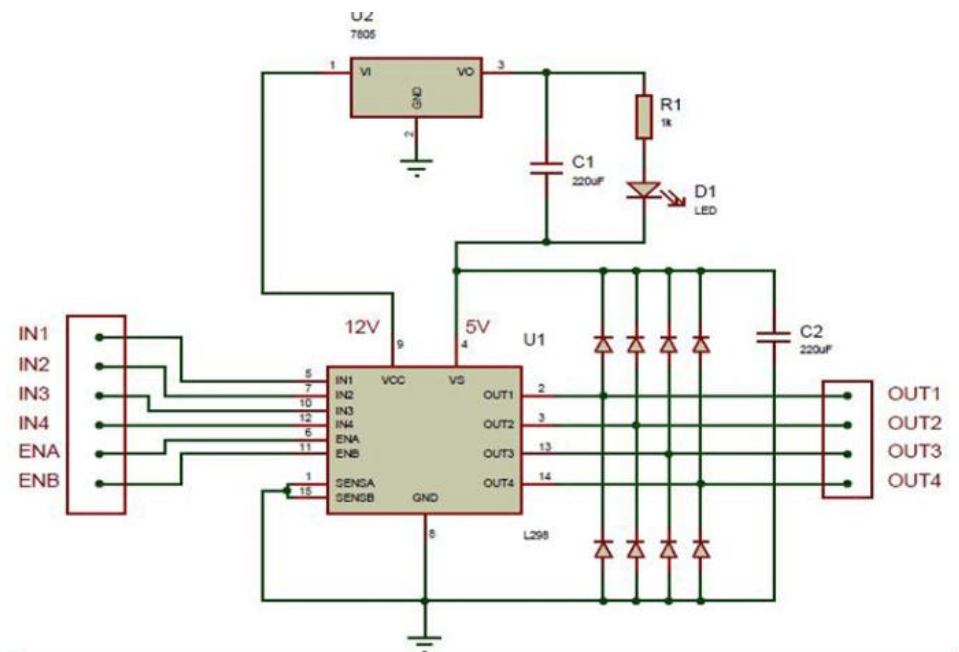 U2
7805
1
VI
VO
3
GND
2
R1
1k
C1
220uF
D1
LED
12V
5V
9
4
U1
C2
220uF
IN1
IN2
IN3
IN4
ENA
ENB
5
7
10
12
6
11
1
15
IN1
IN2
IN3
IN4
ENA
ENB
SENSA
SENSB
VCC
VS
GND
8
OUT1
OUT2
OUT3
OUT4
2
3
13
14
L298
OUT1
OUT2
OUT3
OUT4